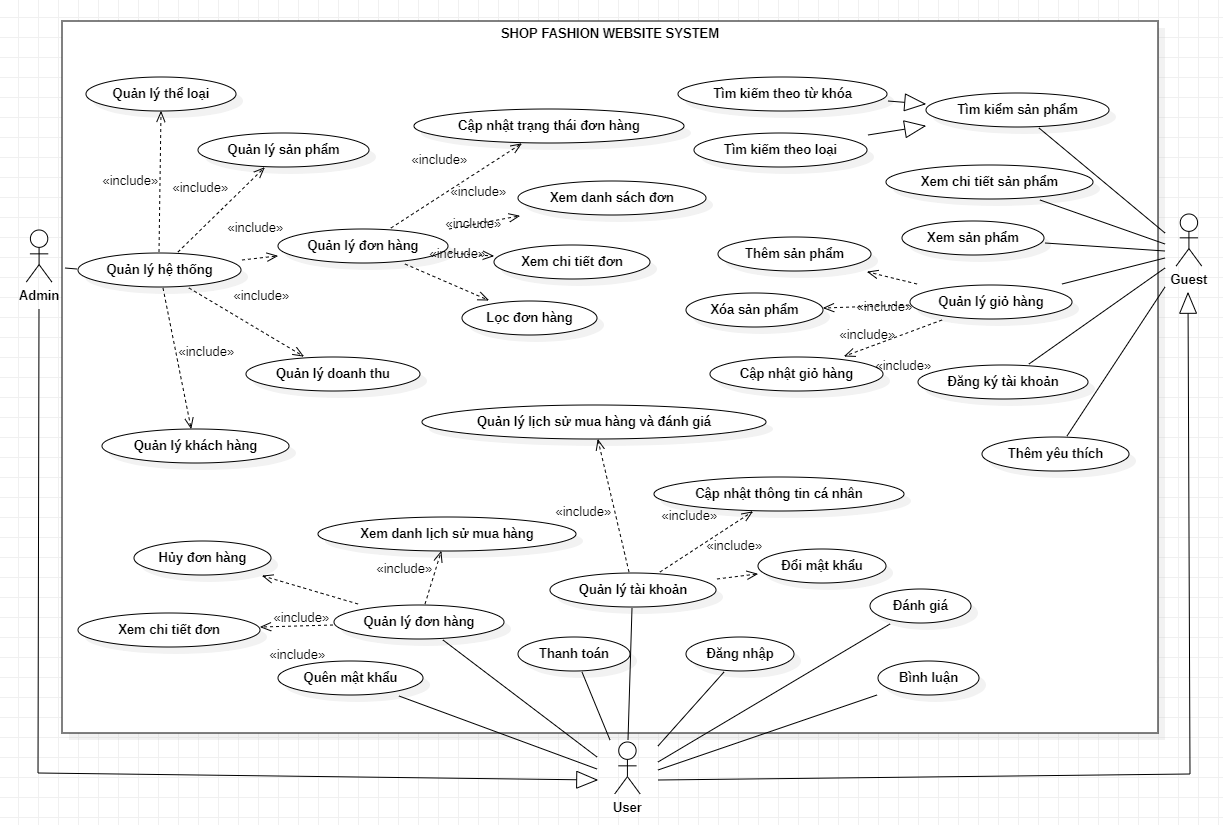 SHOP FASHION WEBSITE SYSTEM
Quản lý thể loại
Tìm kiếm theo từ khóa
Tìm kiểm sản phẩm
Cập nhật trạng thái đơn hàng
Quản lý sản phẩm
Tìm kiếm theo loại
«include»
«include»
«include»
Xem chi tiết sản phẩm
«include»
Xem danh sách đơn
«include»
«include»
Quản lý đơn hàng
«include»
Xem sản phẩm
Thêm sản phẩm
Xem chi tiết đơn
Quản lý hệ thống
Admin
Guest
«include»
Quản lý giỏ hàng
Xóa sản phẩm
«include»
Lọc đơn hàng
«include»
«include»
«include»
Quản lý doanh thu
Cập nhật giỏ hàng
Đăng ký tài khoản
Quản lý lịch sử mua hàng và đánh giá
Quản lý khách hàng
Thêm yêu thích
Cập nhật thông tin cá nhân
«include»
«include»
Xem danh lịch sử mua hàng
«include»
Hủy đơn hàng
«include»
Đổi mật khẩu
Quản lý tài khoản
Đánh giá
«include»
Quản lý đơn hàng
Xem chi tiết đơn
«include»
Thanh toán
Đăng nhập
Quên mật khẩu
Bình luận
User